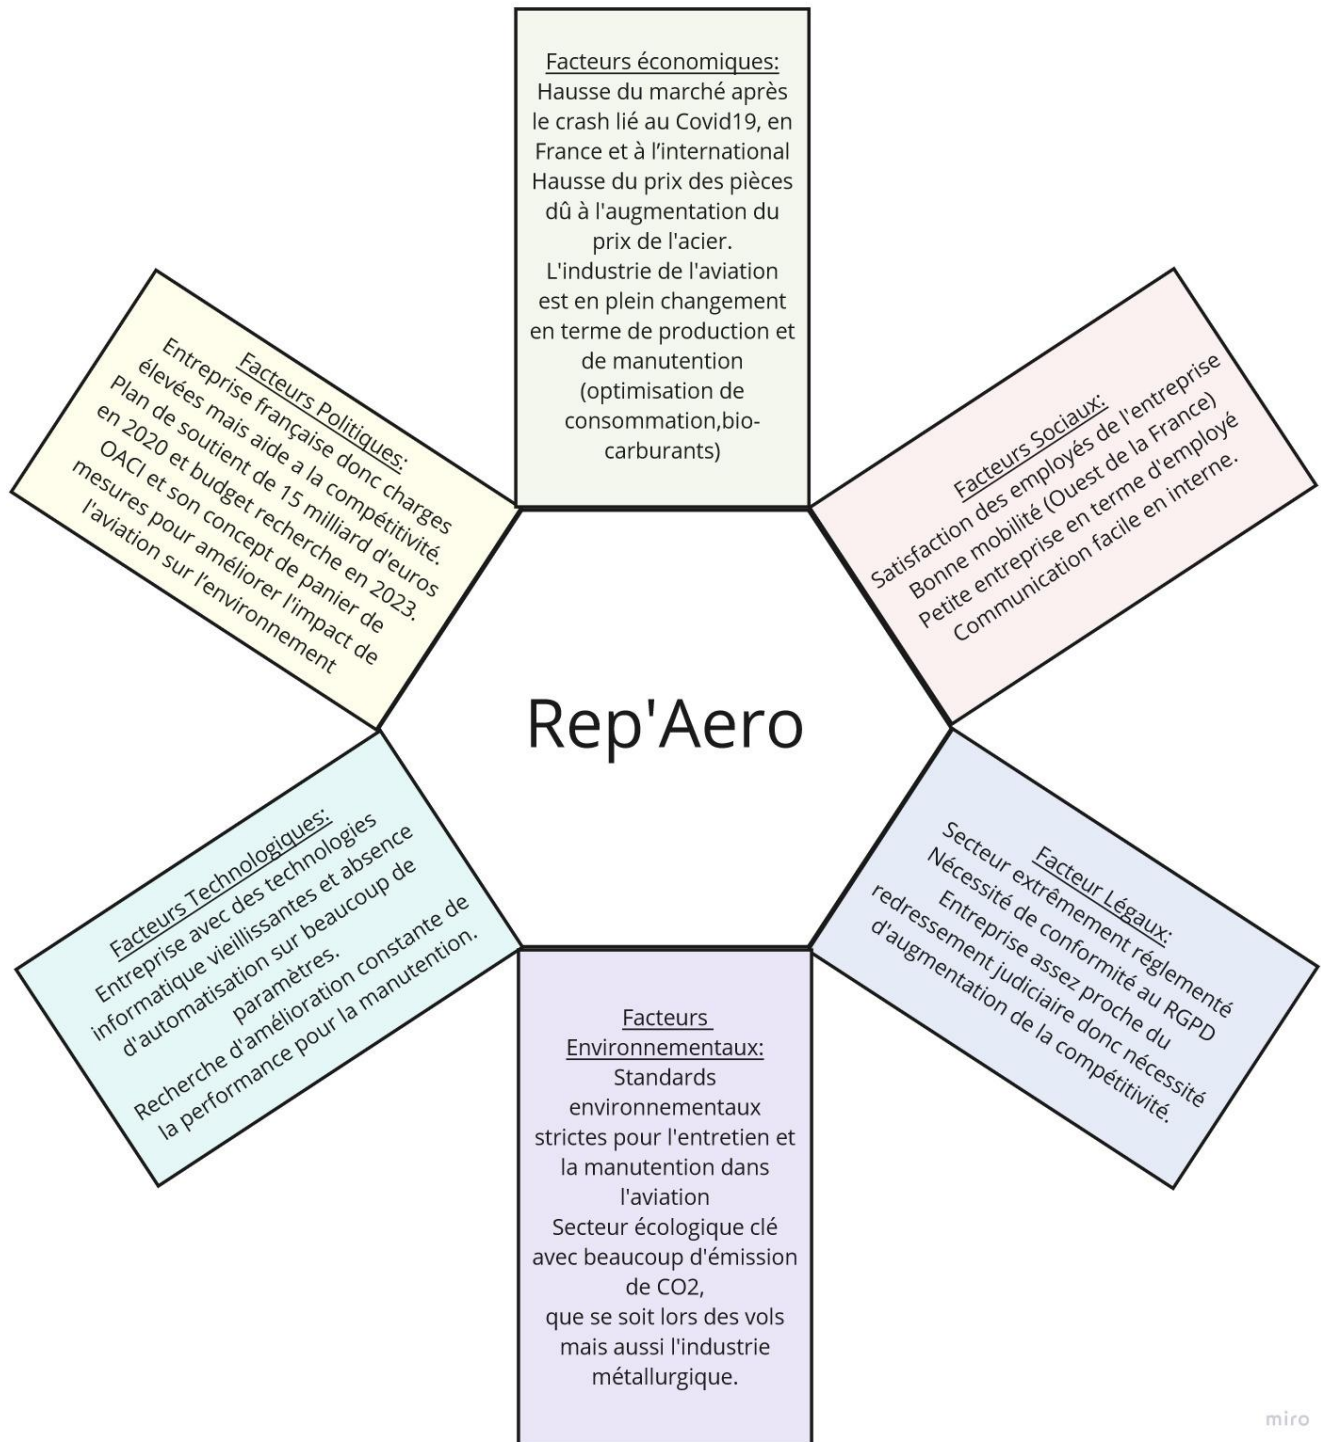 Facteurs économiques:
Hausse du marché après
le crash lié au Covid19, en
France et à l’international
Hausse du prix des pièces
dû à l'augmentation du
prix de l'acier.
L'industrie de l'aviation
est en plein changement
en terme de production et
de manutention
(optimisation de
consommation,bio-
carburants)
Facteurs Politiques:
Entreprise française donc charges
élevées mais aide a la compétitivité.
Plan de soutient de 15 milliard d'euros
en 2020 et budget recherche en 2023.
OACI et son concept de panier de
mesures pour améliorer l'impact de
l'aviation sur l'environnement
Facteurs Sociaux:
Satisfaction des employés de l'entreprise
Bonne mobilité (Ouest de la France)
Petite entreprise en terme d'employé
Communication facile en interne.
Rep'Aero
Facteurs Technologiques:
Entreprise avec des technologies
informatique vieillissantes et absence
d'automatisation sur beaucoup de
paramètres.
Recherche d'amélioration constante de
la performance pour la manutention.
Facteur Légaux:
Secteur extrêmement réglementé
Nécessité de conformité au RGPD
Entreprise assez proche du
redressement judiciaire donc nécessité
d'augmentation de la compétitivité.
Facteurs
Environnementaux:
Standards
environnementaux
strictes pour l'entretien et
la manutention dans
l'aviation
Secteur écologique clé
avec beaucoup d'émission
de CO2,
que se soit lors des vols
mais aussi l'industrie
métallurgique.
miro